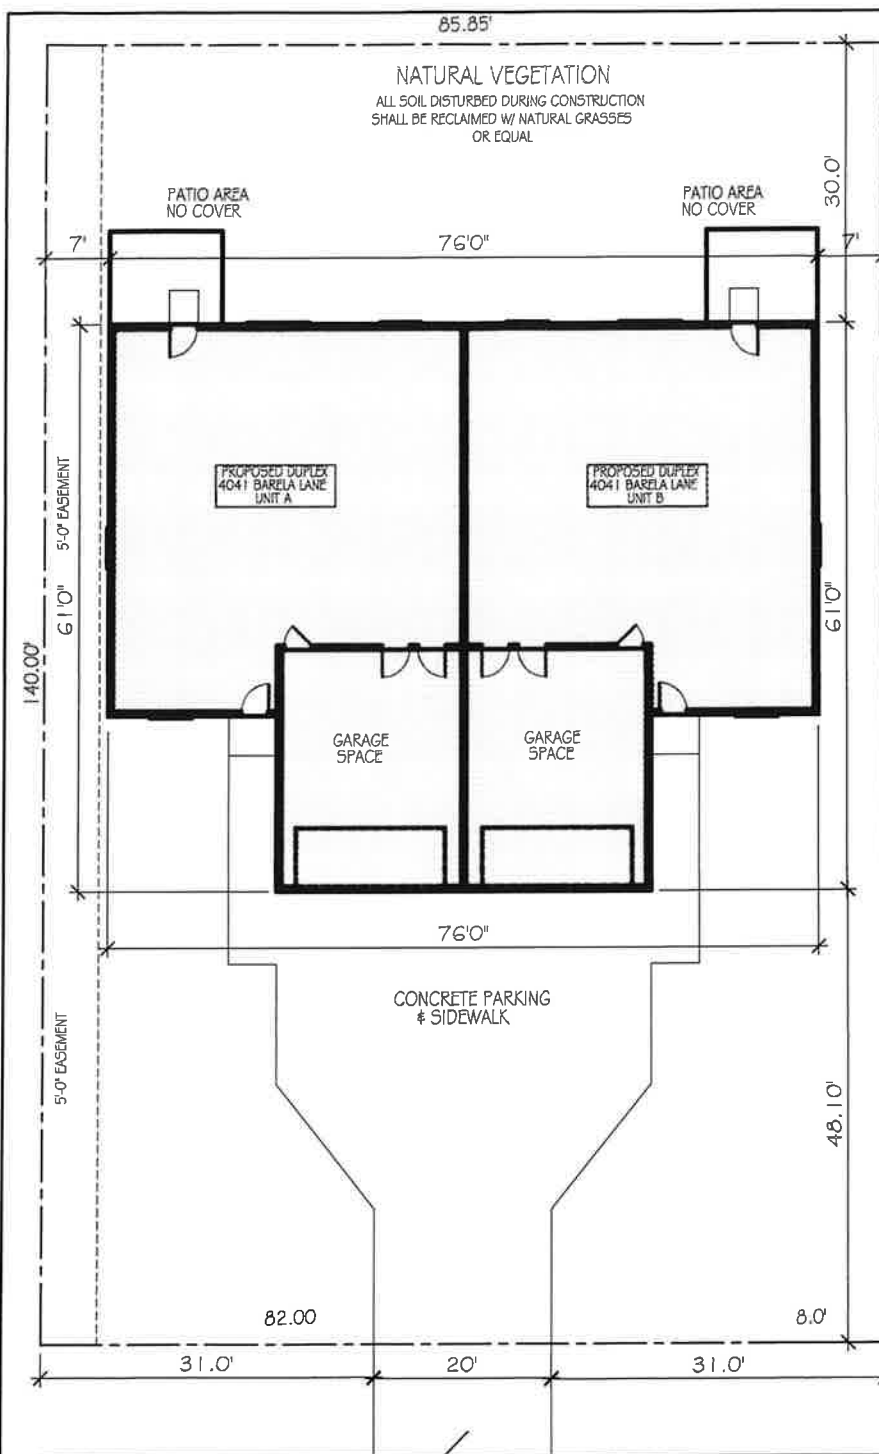 85.85'
NATURAL VEGETATION
ALL SOIL DISTURBED DURING CONSTRUCTION
SHALL BE RECLAIMED W/ NATURAL GRASSES
OR EQUAL
30.0'
PATIO AREA
NO COVER
PATIO AREA
NO COVER
7'
76'0"
7'
5'-0" EASEMENT
PROPOSED DUPLEX
4041 BARELA LANE
UNIT A
PROPOSED DUPLEX
4041 BARELA LANE
UNIT B
61'0"
61'0"
140.00'
GARAGE
SPACE
GARAGE
SPACE
76'0"
CONCRETE PARKING
& SIDEWALK
5'-0" EASEMENT
48.10'
82.00
8.0'
31.0'
20'
31.0'